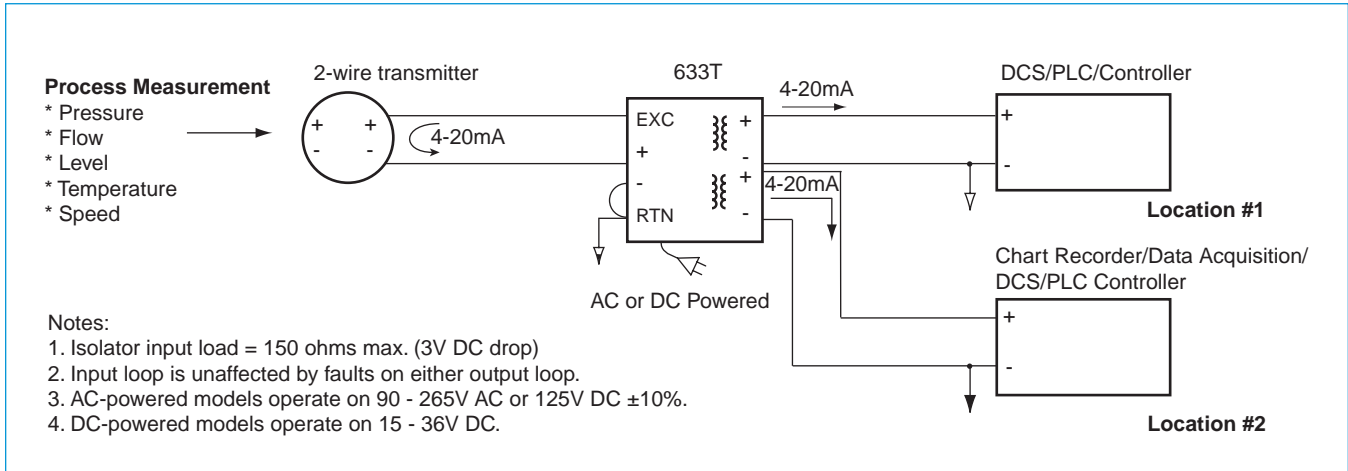 2-wire transmitter
633T
DCS/PLC/Controller
Process Measurement
* Pressure
* Flow
* Level
* Temperature
* Speed
+ +
- -
4-20mA
EXC
+
-
RTN
+
-
+
-
4-20mA
4-20mA
+
-
Location #1
AC or DC Powered
Chart Recorder/Data Acquisition/
DCS/PLC Controller
+
-
Location #2
Notes:
1. Isolator input load = 150 ohms max. (3V DC drop)
2. Input loop is unaffected by faults on either output loop.
3. AC-powered models operate on 90 - 265V AC or 125V DC ±10%.
4. DC-powered models operate on 15 - 36V DC.